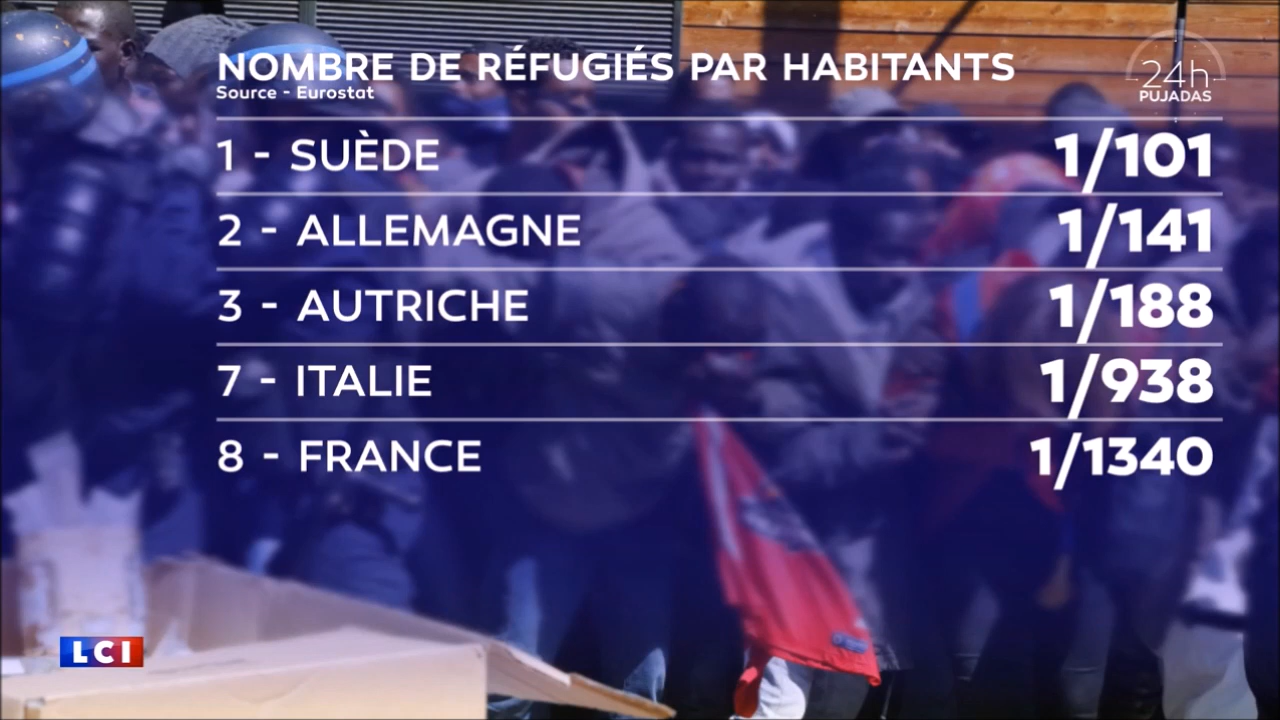 NOMBRE DE RÉFUGIÉS PAR HABITANTS
Source - Eurostat
24h
PUJADAS
1 - SUÈDE 1/101
2 - ALLEMAGNE 1/141
3 - AUTRICHE 1/188
7 - ITALIE 1/938
8 - FRANCE 1/1340
LCI